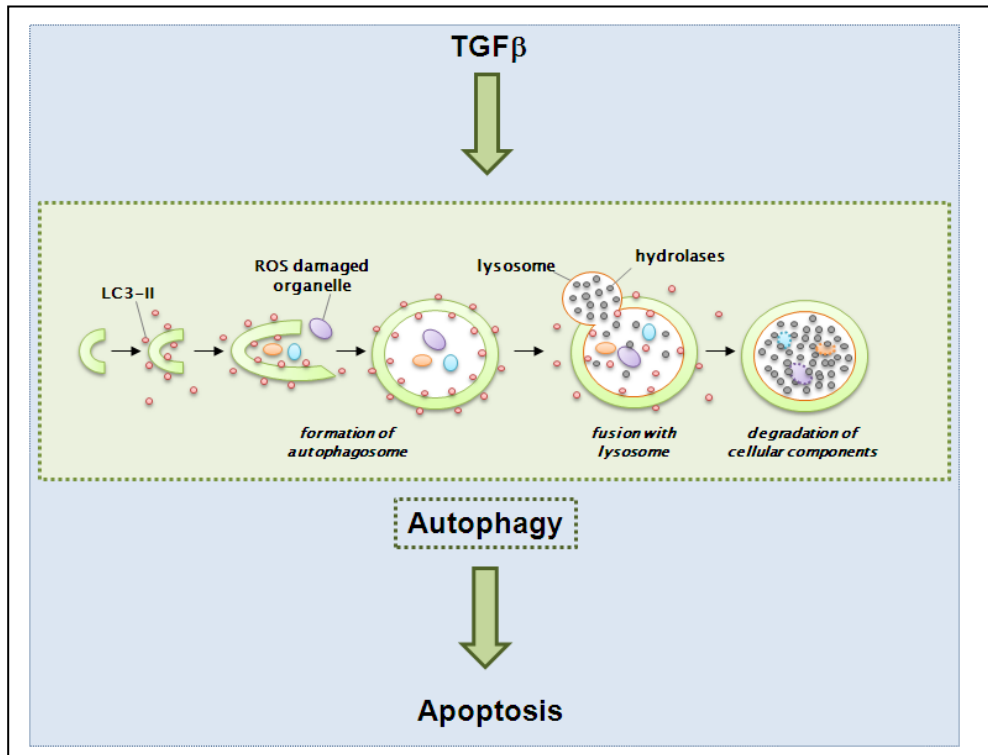 TGFβ
ROS damaged
organelle
lysosome
hydrolases
LC3-II
formation of
autophagosome
fusion with
lysosome
degradation of
cellular components
Autophagy
Apoptosis